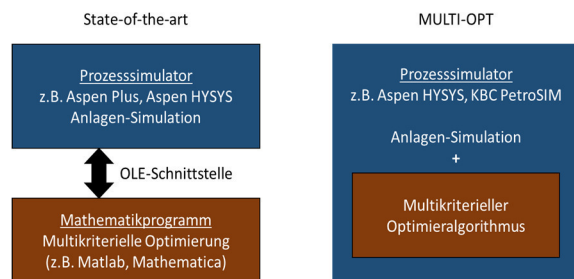 State-of-the-art
Prozesssimulator
z.B. Aspen Plus, Aspen HYSYS
Anlagen-Simulation
OLE-Schnittstelle
Mathematikprogramm
Multikriterielle Optimierung
(z.B. Matlab, Mathematica)
MULTI-OPT
Prozesssimulator
z.B. Aspen HYSYS, KBC PetroSIM
Anlagen-Simulation
+
Multikriterieller
Optimieralgorithmus